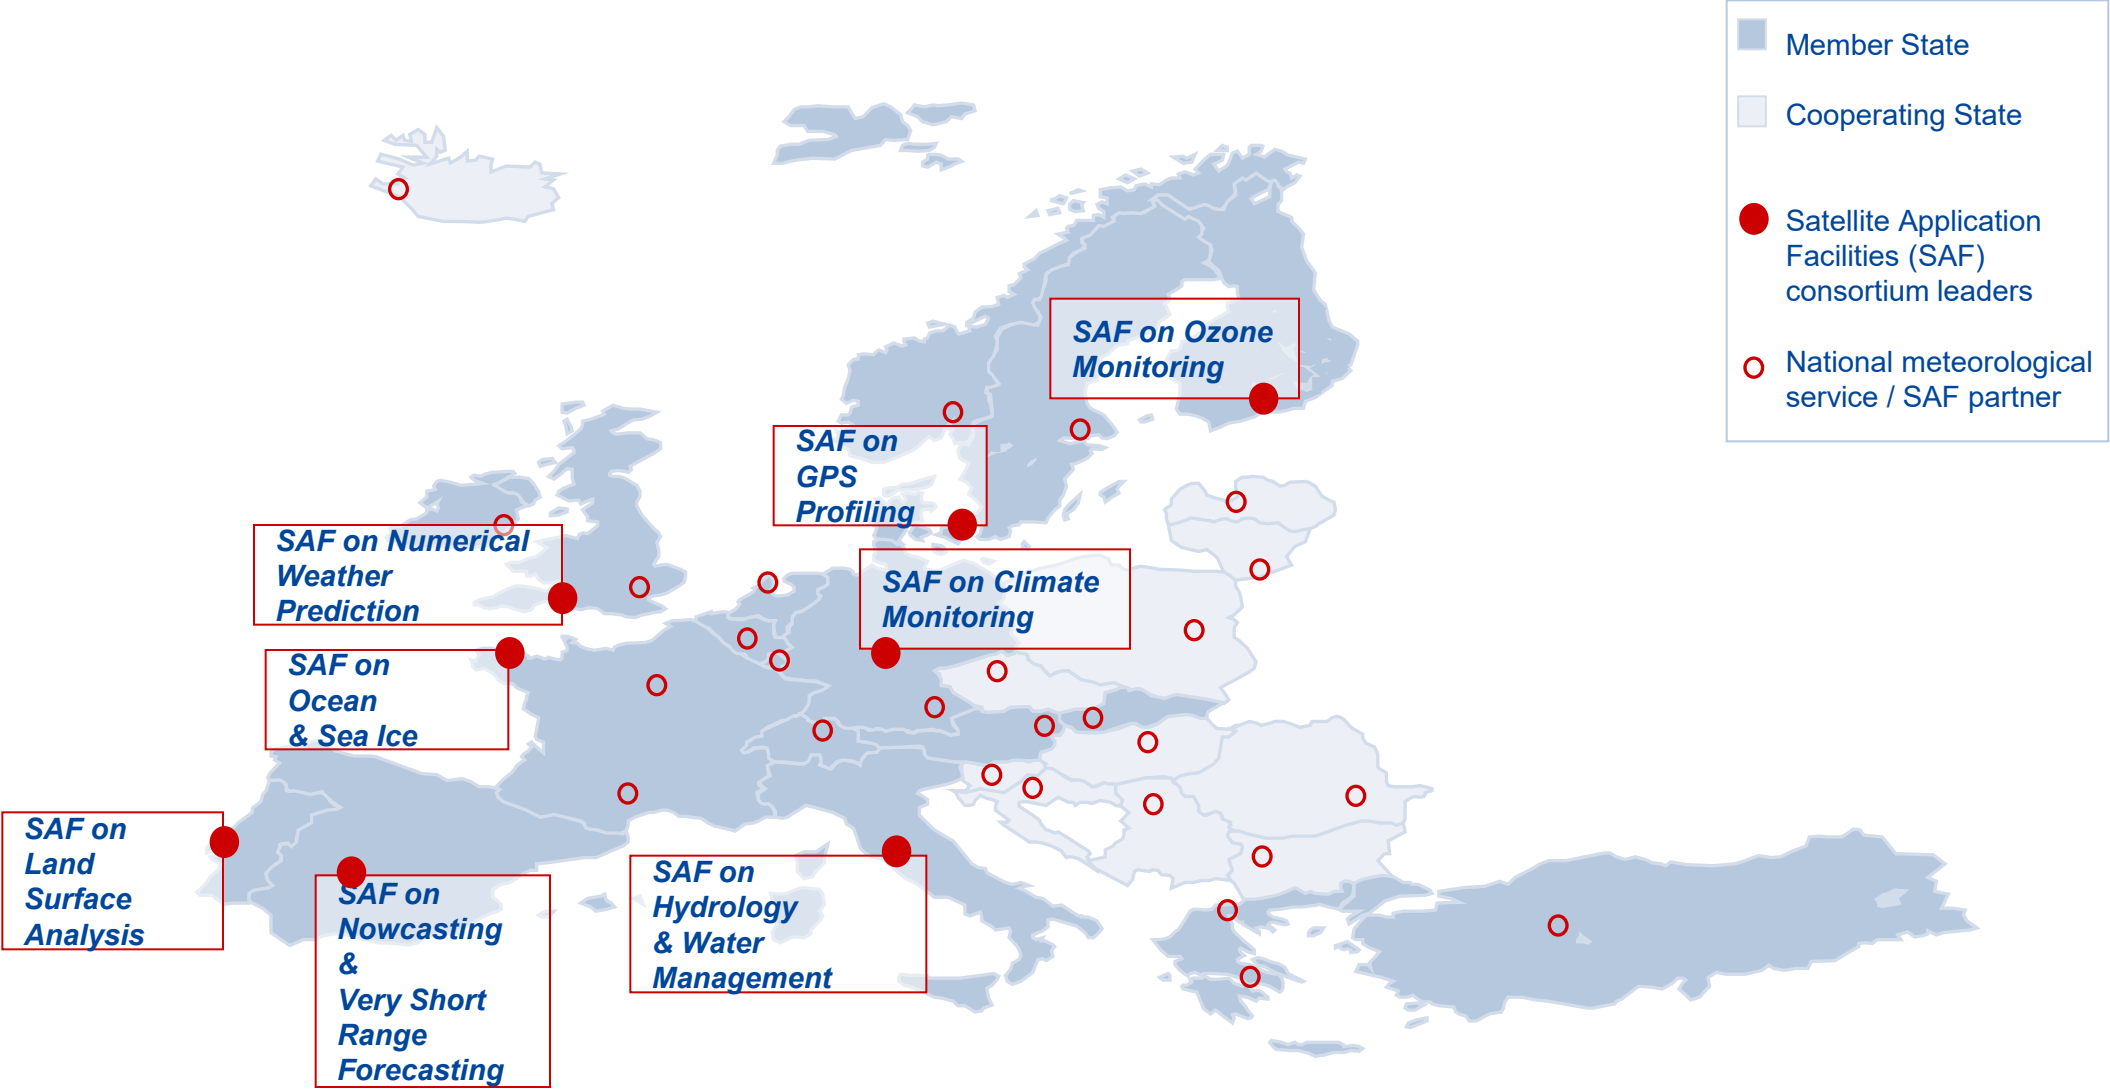 Member State
Cooperating State
Satellite Application
Facilities (SAF)
consortium leaders
National meteorological
service / SAF partner
SAF on Ozone
Monitoring
SAF on
GPS
Profiling
SAF on Numerical
Weather
Prediction
SAF on Climate
Monitoring
SAF on
Ocean
& Sea Ice
SAF on
Land
Surface
Analysis
SAF on
Nowcasting
&
Very Short
Range
Forecasting
SAF on
Hydrology
& Water
Management